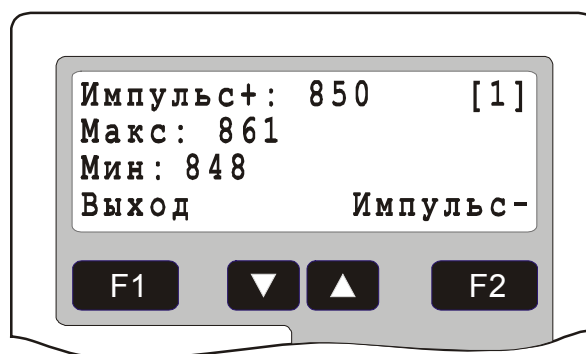 Импульс+: 850 [1]
Макс: 861
Мин: 848
Выход Импульс-
F1 ▼ ▲ F2